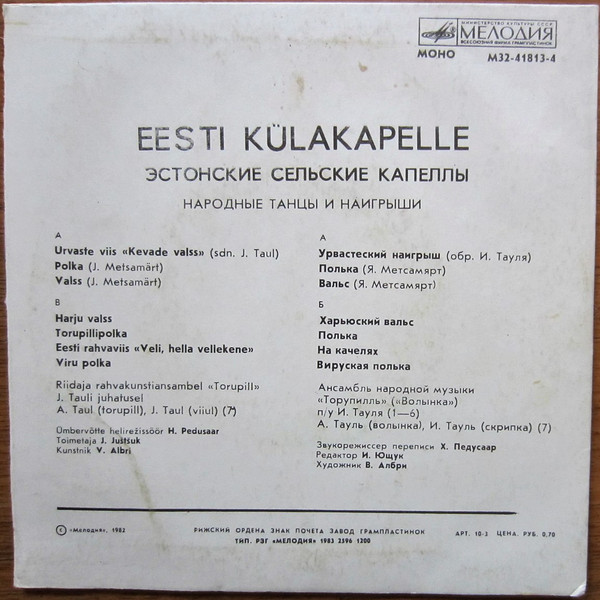 МИНИСТЕРСТВО КУЛЬТУРЫ СССР
МЕЛОДИЯ
ВСЕСОЮЗНАЯ ФИРМА ГРАМПЛАСТИНОК
МОНО М32-41813-4
EESTI KÜLAKAPELLE
ЭСТОНСКИЕ СЕЛЬСКИЕ КАПЕЛЛЫ
НАРОДНЫЕ ТАНЦЫ И НАИГРЫШИ
A
Urvaste viis «Kevade valss» (sdn. J. Taul)
Polka (J. Metsamärt)
Valss (J. Metsamärt)
B
Harju valss
Torupillipolka
Eesti rahvaviis «Veli, hella vellekene»
Viru polka
Riidaja rahvakunstiansambel «Torupill»
J. Tauli juhatusel
A. Taul (torupill), J. Taul (viiul) (7)
Ümbervõtte helirežissöör H. Pedusaar
Toimetaja J. Juštšuk
Kunstnik V. Albri
А
Урвастеский наигрыш (обр. И. Тауля)
Полька (Я. Метсамярт)
Вальс (Я. Метсамярт)
Б
Харьюский вальс
Полька
На качелях
Вируская полька
Ансамбль народной музыки
«Торупилль» («Волынка»)
п/у И. Тауля (1—6)
А. Тауль (волынка), И. Тауль (скрипка) (7)
Звукорежиссер переписи Х. Педусаар
Редактор И. Ющук
Художник В. Албри
© «Мелодия», 1982
РИЖСКИЙ ОРДЕНА ЗНАК ПОЧЕТА ЗАВОД ГРАМПЛАСТИНОК
ТИП. РЗГ «МЕЛОДИЯ» 1983 2396 1200
АРТ. 10-3 ЦЕНА, РУБ. 0,70